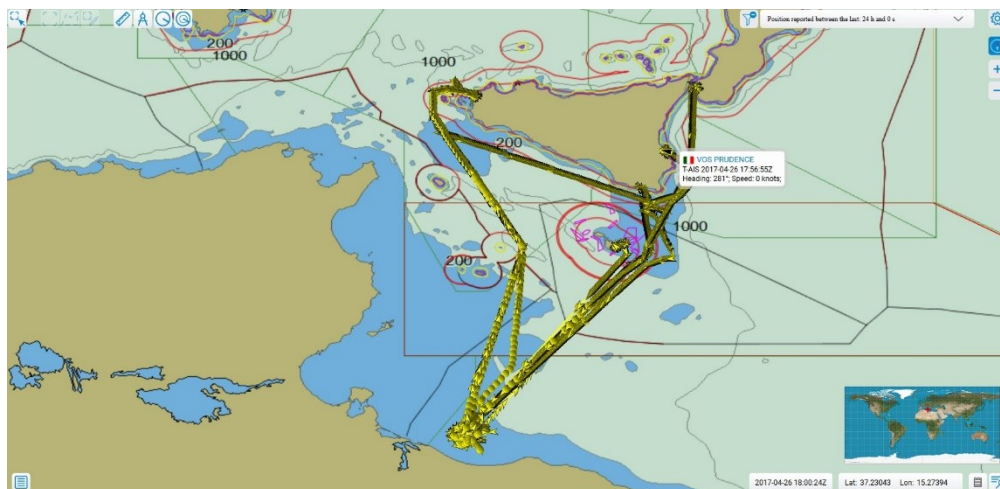 Position reported between the last: 24 h and 0 s
200
1000
1000
200
VOS PRUDENCE
T-AIS 2017-04-26 17:56:55Z
Heading: 281°; Speed: 0 knots;
1000
200
2017-04-26 18:00:24Z
Lat: 37.23043 Lon: 15.27394